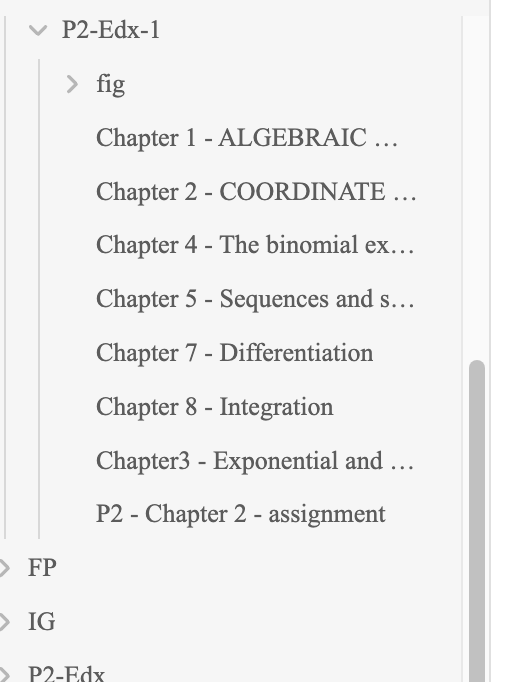 P2-Edx-1
fig
Chapter 1 - ALGEBRAIC …
Chapter 2 - COORDINATE …
Chapter 4 - The binomial ex…
Chapter 5 - Sequences and s…
Chapter 7 - Differentiation
Chapter 8 - Integration
Chapter3 - Exponential and …
P2 - Chapter 2 - assignment
FP
IG
P2-Edx